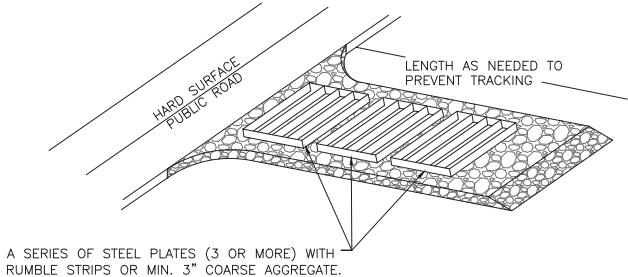 HARD SURFACE
PUBLIC ROAD
LENGTH AS NEEDED TO
PREVENT TRACKING
A SERIES OF STEEL PLATES (3 OR MORE) WITH
RUMBLE STRIPS OR MIN. 3" COARSE AGGREGATE.